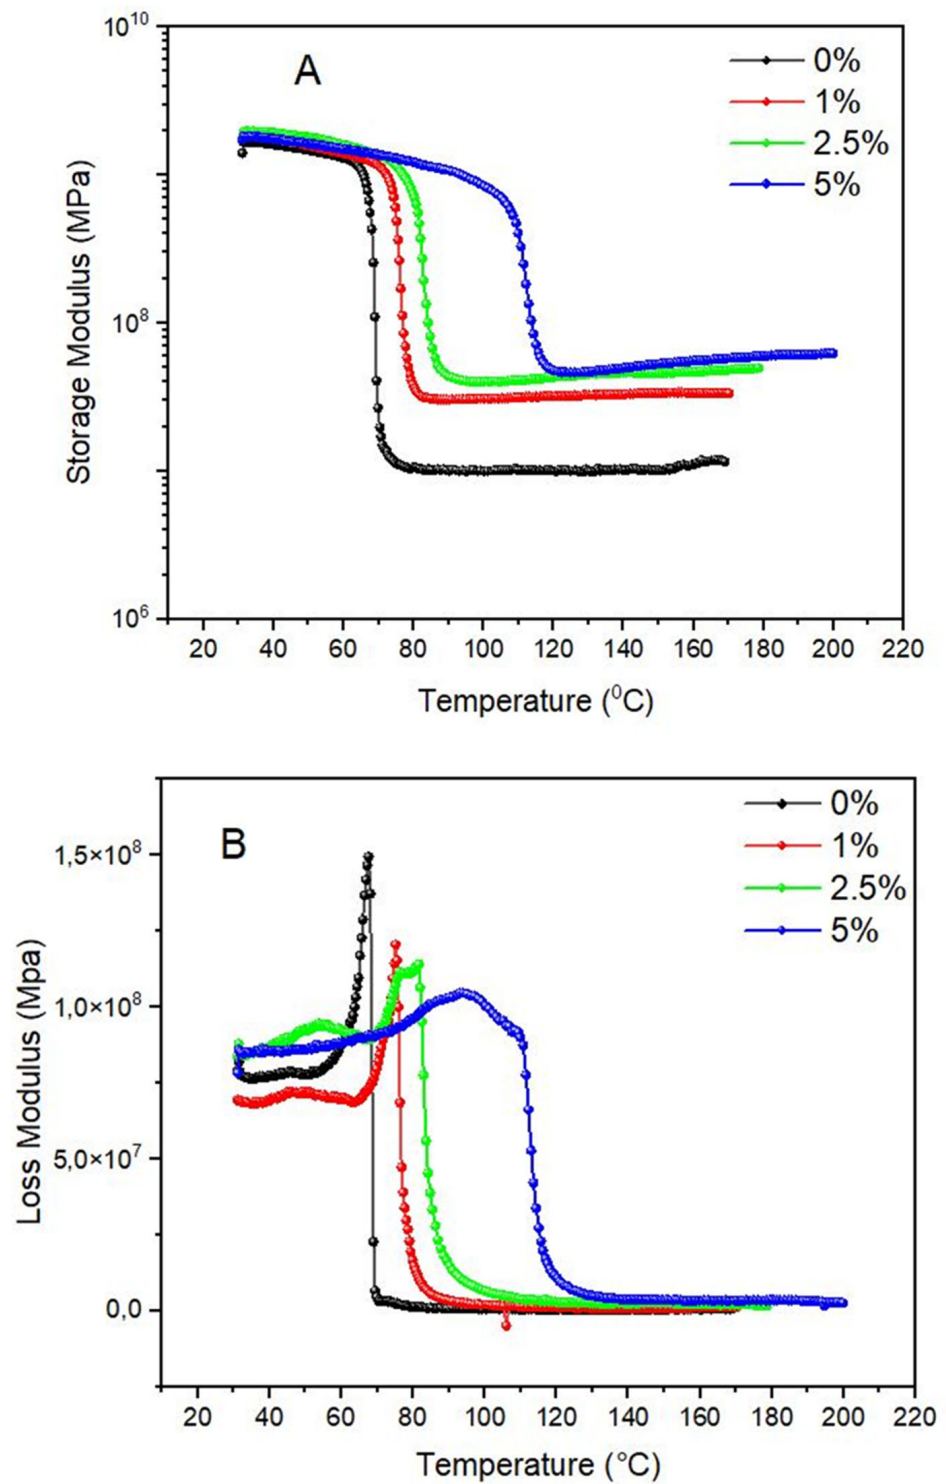 10¹⁰
A
0%
1%
2.5%
5%
Storage Modulus (MPa)
10⁸
10⁶
20 40 60 80 100 120 140 160 180 200 220
Temperature (⁰C)
B
0%
1%
2.5%
5%
1,5×10⁸
Loss Modulus (Mpa)
1,0×10⁸
5,0×10⁷
0,0
20 40 60 80 100 120 140 160 180 200 220
Temperature (°C)